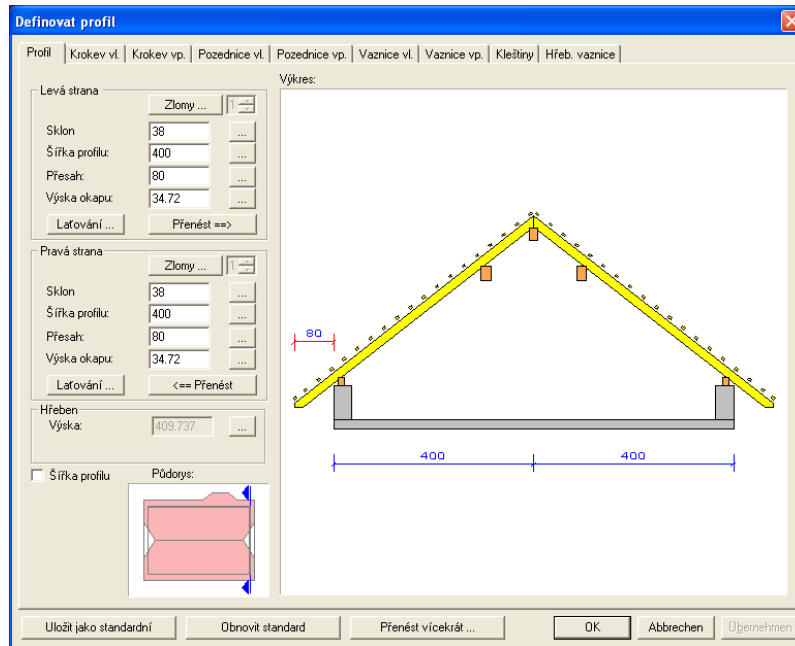 Definovat profil
Profil Krokev vl. Krokev vp. Pozednice vl. Pozednice vp. Vaznice vl. Vaznice vp. Kleštiny Hřeb. vaznice
Levá strana
Zlomy ... 1
Sklon 38 ...
Šířka profilu: 400 ...
Přesah: 80 ...
Výska okapu: 34.72 ...
Laťování ... Přenést ==>
Pravá strana
Zlomy ... 1
Sklon 38 ...
Šířka profilu: 400 ...
Přesah: 80 ...
Výska okapu: 34.72 ...
Laťování ... <== Přenést
Hřeben
Výska: 409.737 ...
Šířka profilu
Půdorys:
Výkres:
80
400 400
Uložit jako standardní Obnovit standard Přenést vícekrát ... OK Abbrechen Übernehmen